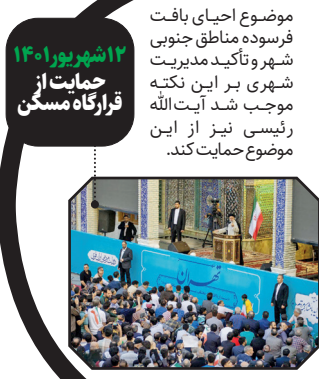 موضوع احیای بافت
فرسوده مناطق جنوبی
شهر و تأکید مدیریت
شهری بر این نکته
موجب شد آیت‌الله
رئیسی نیز از این
موضوع حمایت کند.
۱۲شهریور۱۴۰۱
حمایت از
قرارگاه مسکن
تهران